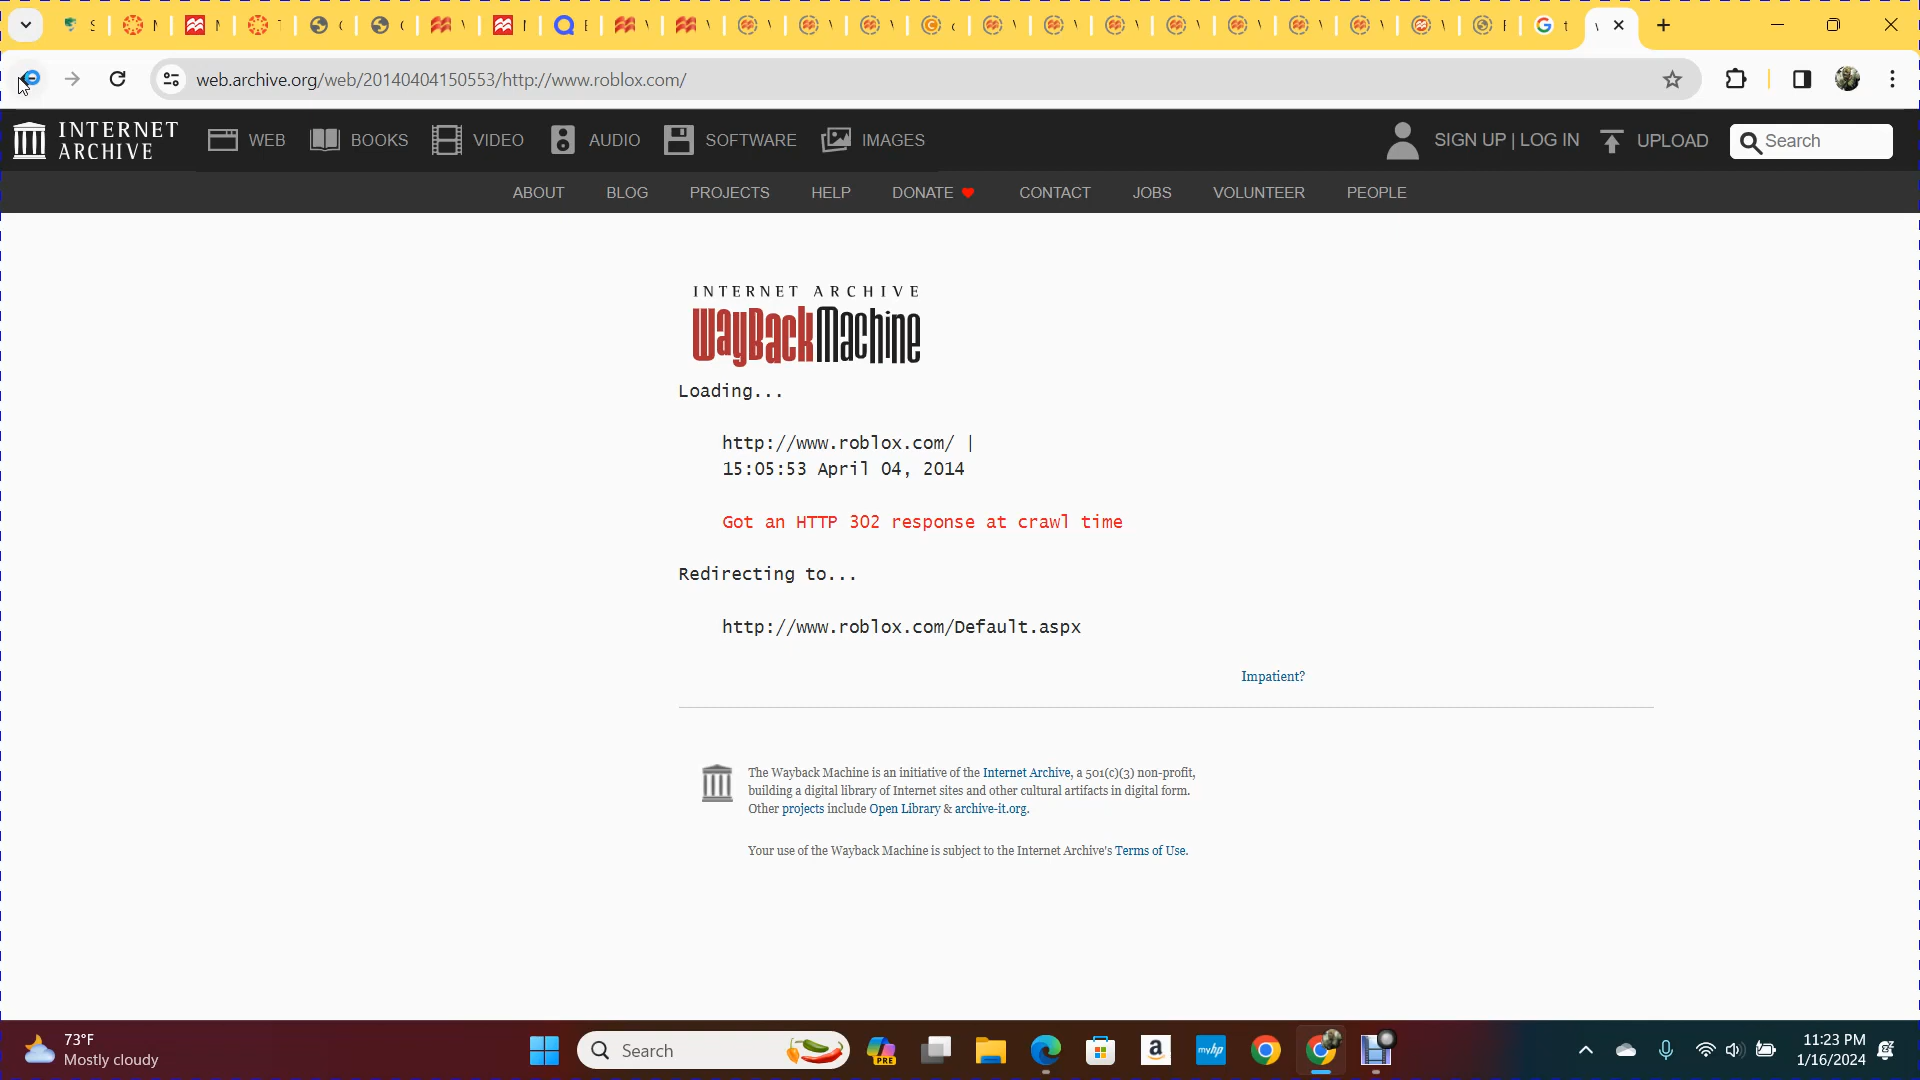 web.archive.org/web/20140404150553/http://www.roblox.com/
INTERNET ARCHIVE
WEB
BOOKS
VIDEO
AUDIO
SOFTWARE
IMAGES
SIGN UP | LOG IN
UPLOAD
Search
ABOUT
BLOG
PROJECTS
HELP
DONATE
CONTACT
JOBS
VOLUNTEER
PEOPLE
INTERNET ARCHIVE
WayBackMachine
Loading...
http://www.roblox.com/ |
15:05:53 April 04, 2014
Got an HTTP 302 response at crawl time
Redirecting to...
http://www.roblox.com/Default.aspx
Impatient?
The Wayback Machine is an initiative of the Internet Archive, a 501(c)(3) non-profit,
building a digital library of Internet sites and other cultural artifacts in digital form.
Other projects include Open Library & archive-it.org.
Your use of the Wayback Machine is subject to the Internet Archive's Terms of Use.
73°F
Mostly cloudy
Search
PRE
myhp
11:23 PM
1/16/2024